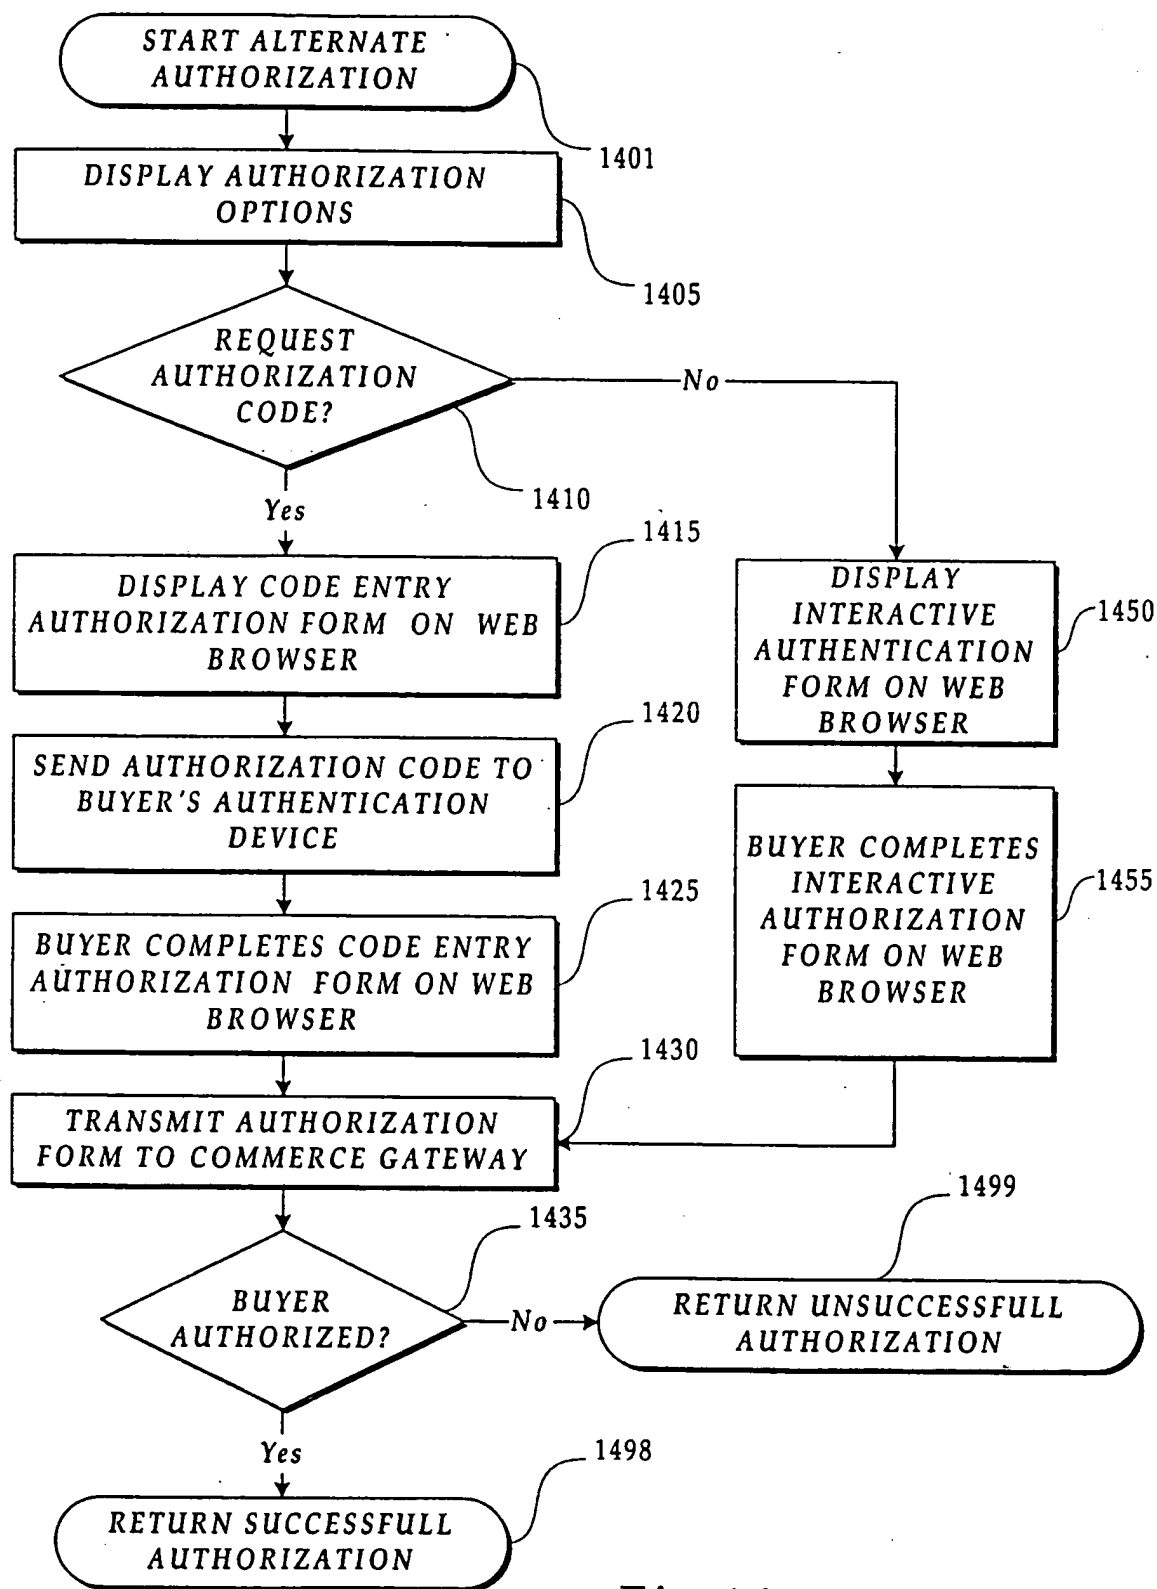 START ALTERNATE
AUTHORIZATION
1401
DISPLAY AUTHORIZATION
OPTIONS
1405
REQUEST
AUTHORIZATION
CODE?
No
1410
Yes
1415
DISPLAY CODE ENTRY
AUTHORIZATION FORM ON WEB
BROWSER
DISPLAY
INTERACTIVE
AUTHENTICATION
FORM ON WEB
BROWSER
1450
1420
SEND AUTHORIZATION CODE TO
BUYER'S AUTHENTICATION
DEVICE
BUYER COMPLETES
INTERACTIVE
AUTHORIZATION
FORM ON WEB
BROWSER
1455
1425
BUYER COMPLETES CODE ENTRY
AUTHORIZATION FORM ON WEB
BROWSER
1430
TRANSMIT AUTHORIZATION
FORM TO COMMERCE GATEWAY
1435
BUYER
AUTHORIZED?
No
1499
RETURN UNSUCCESSFULL
AUTHORIZATION
Yes
1498
RETURN SUCCESSFULL
AUTHORIZATION